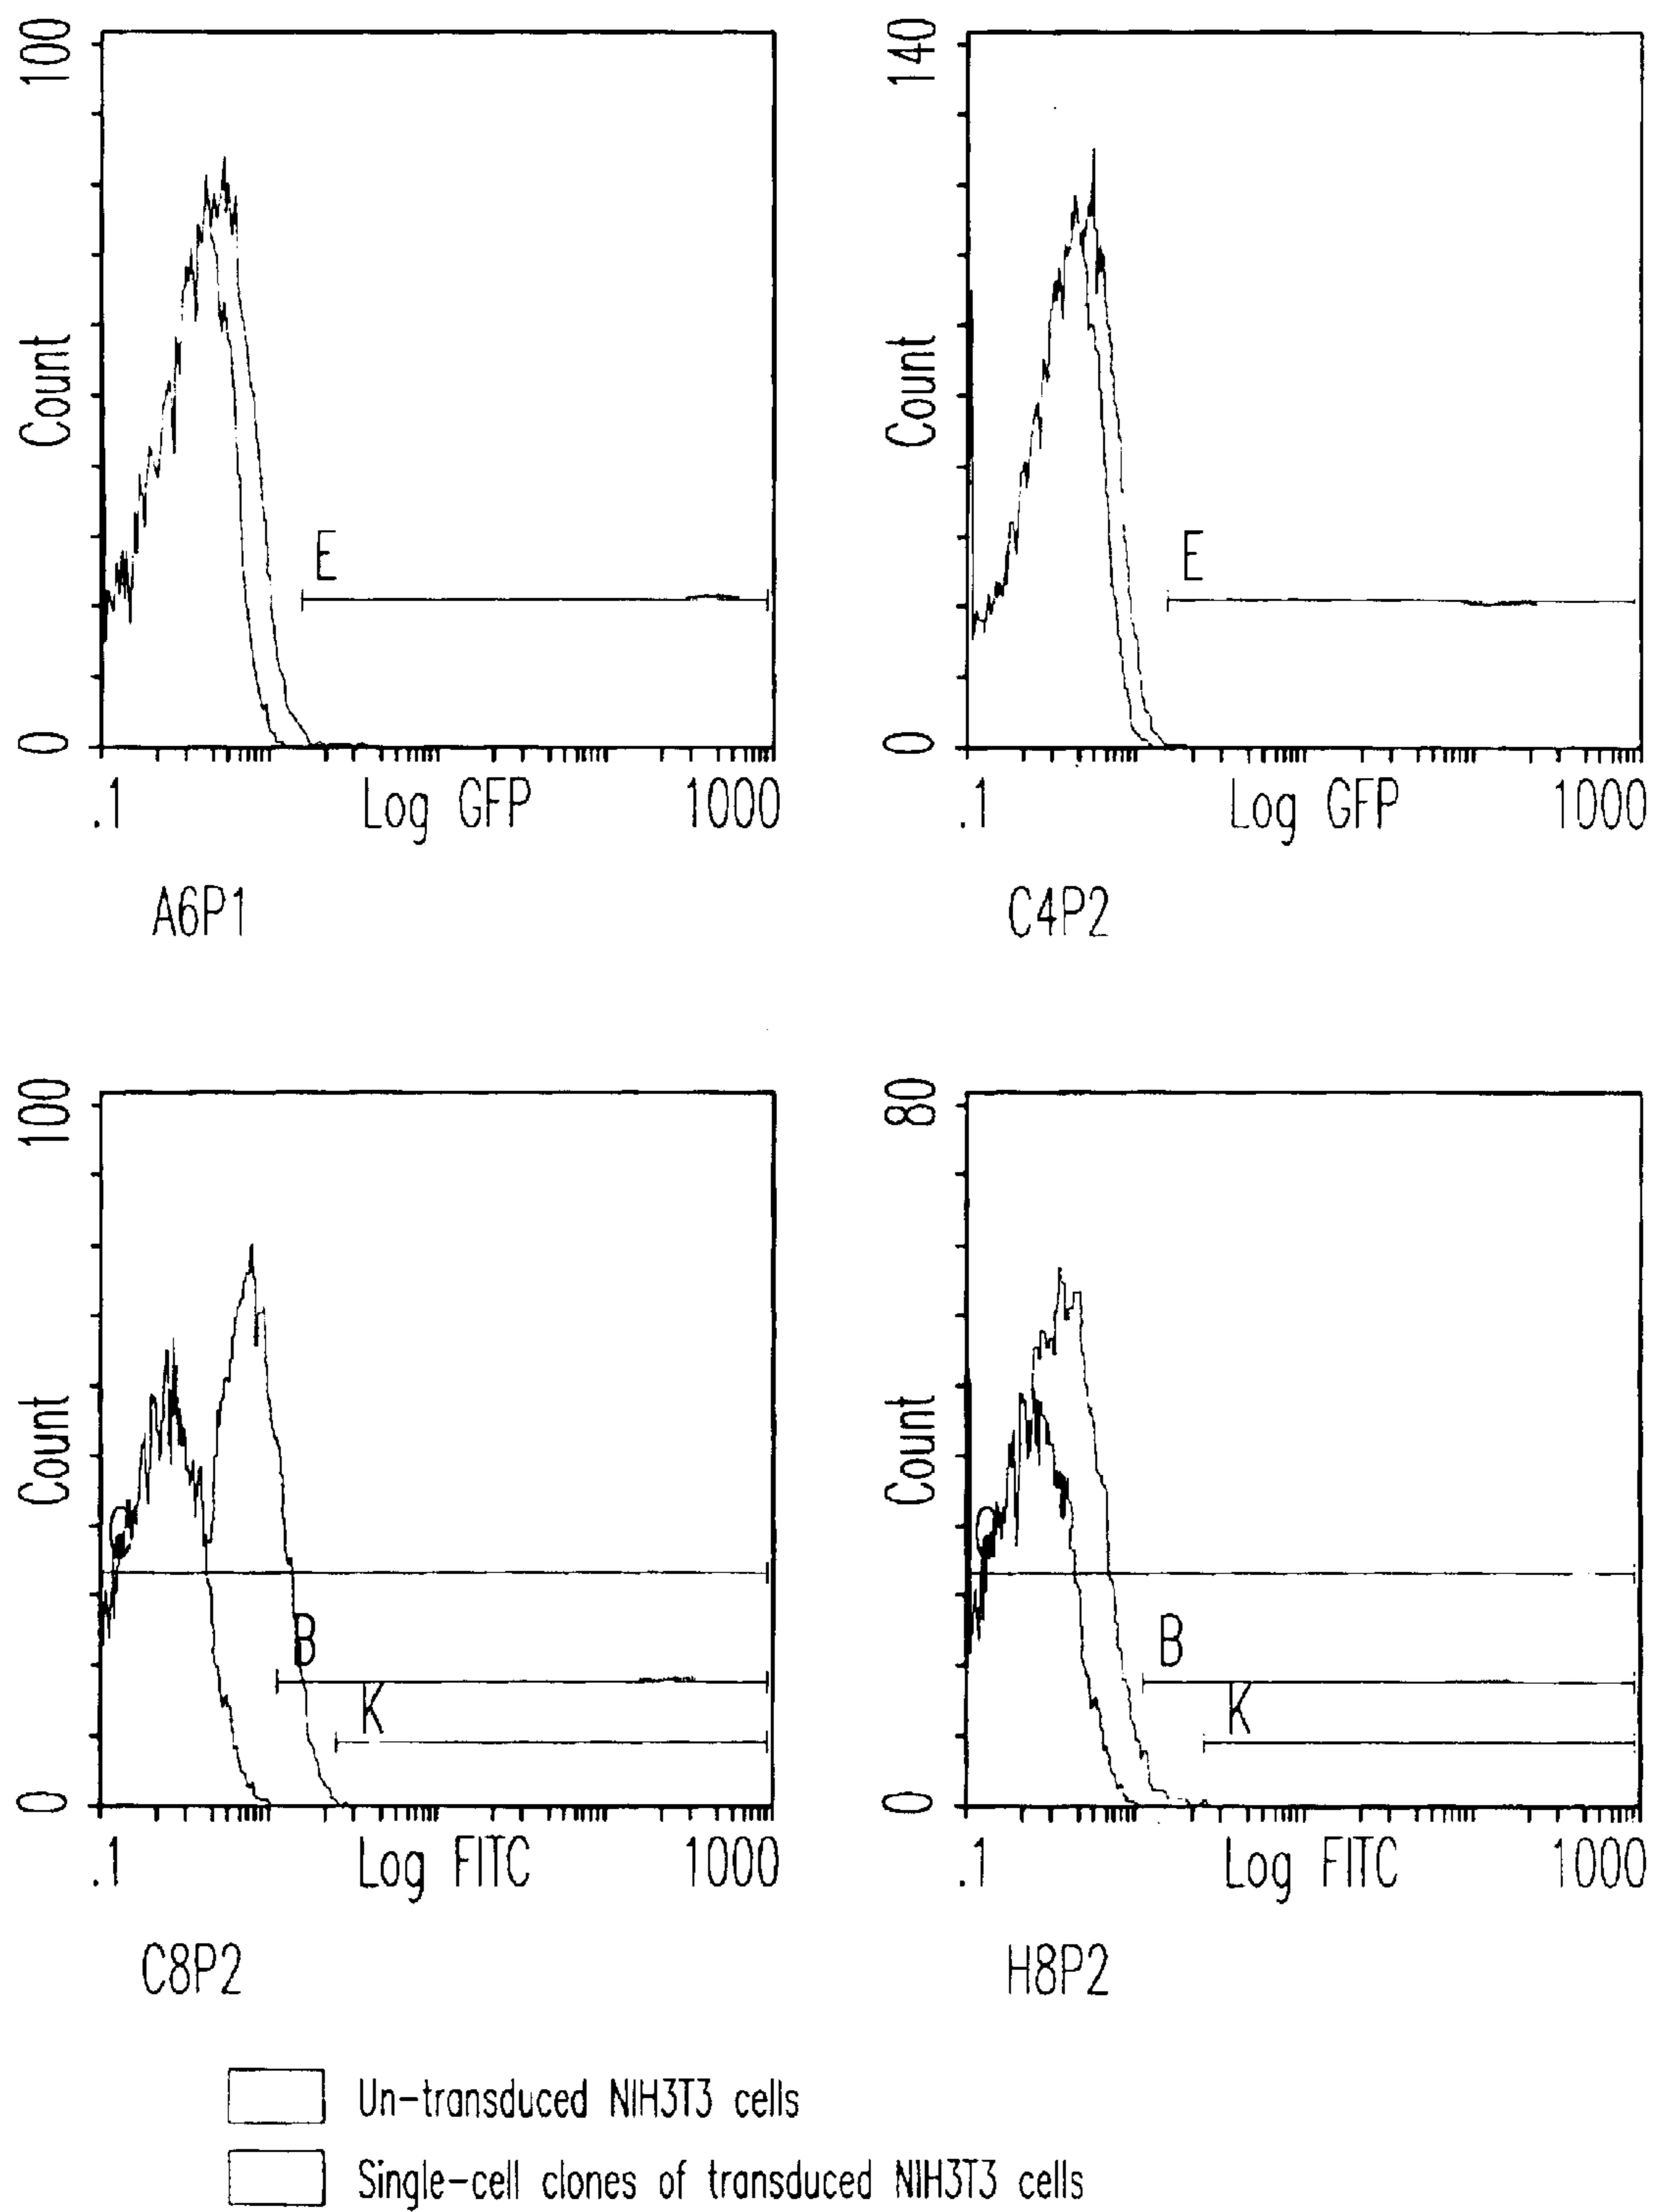 100
140
Count
Count
E
E
0
0
.1 Log GFP 1000
.1 Log GFP 1000
A6P1
C4P2
100
80
Count
Count
C
C
B
B
K
K
0
0
.1 Log FITC 1000
.1 Log FITC 1000
C8P2
H8P2
Un-transduced NIH3T3 cells
Single-cell clones of transduced NIH3T3 cells